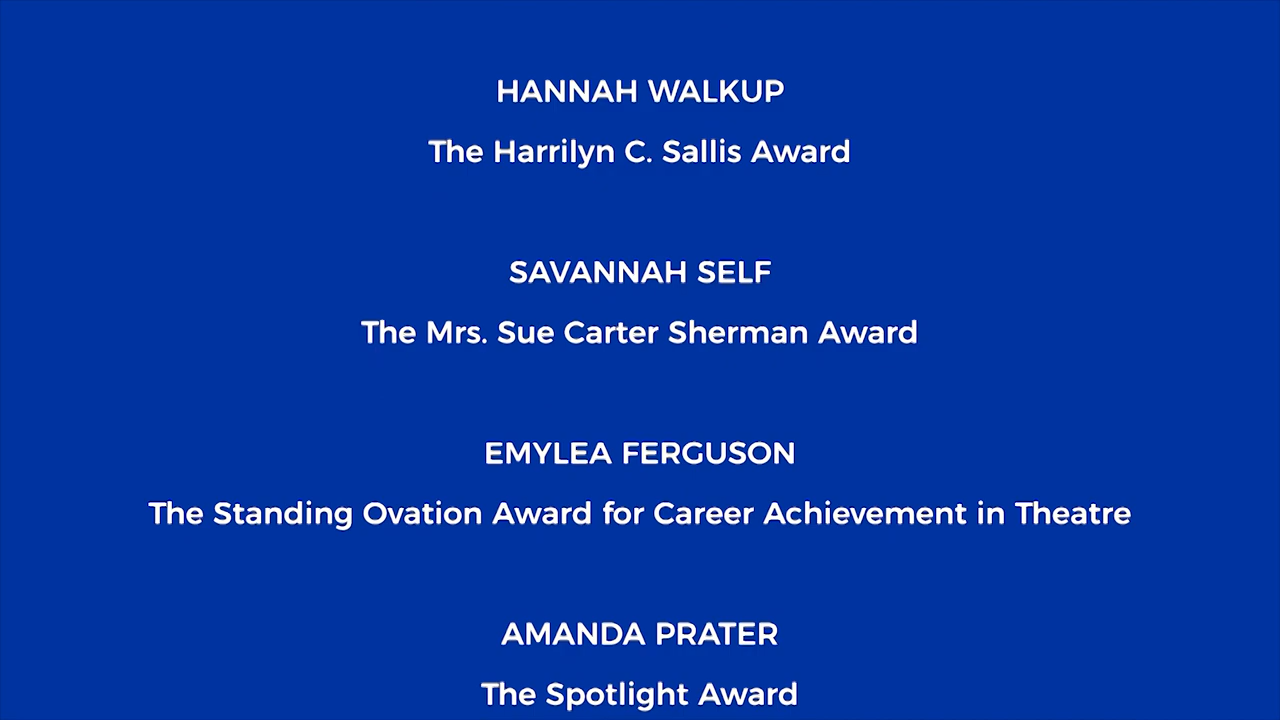 HANNAH WALKUP
The Harrilyn C. Sallis Award
SAVANNAH SELF
The Mrs. Sue Carter Sherman Award
EMYLEA FERGUSON
The Standing Ovation Award for Career Achievement in Theatre
AMANDA PRATER
The Spotlight Award